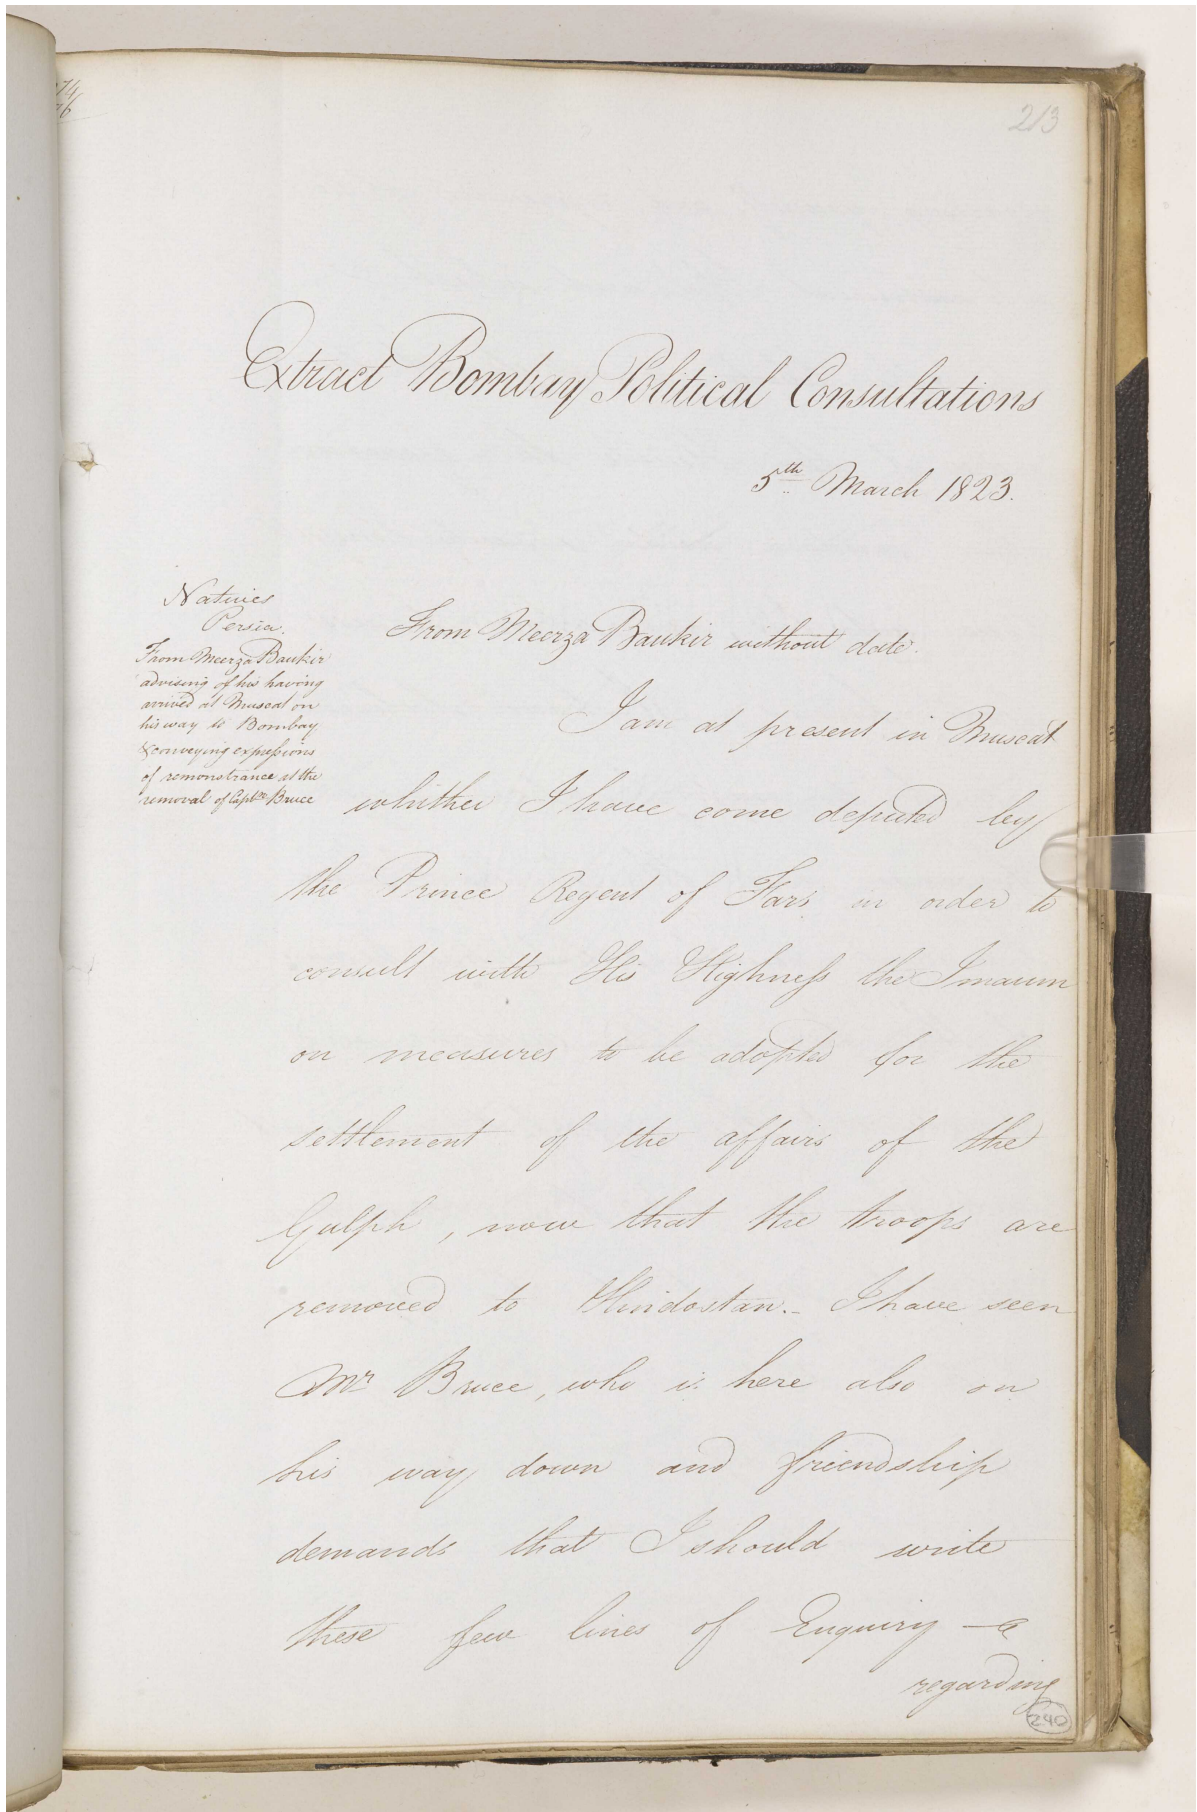 213
Extract Bombay Political Consultations
5th March 1823.
Natives
Persia.
From Meerza Baukir
advising of his having
arrived at Muscat on
his way to Bombay
& conveying expressions
of remonstrance at the
removal of Captn Bruce
From Meerza Baukir without date.
I am at present in Muscat
whither I have come deputed by
the Prince Regent of Fars in order to
consult with His Highness the Imaum
on measures to be adopted for the
settlement of the affairs of the
Gulph, now that the troops are
removed to Hindostan._ I have seen
Mr Bruce, who is here also on
his way down and friendship
demands that I should write
these few lines of Enquiry
regarding
240